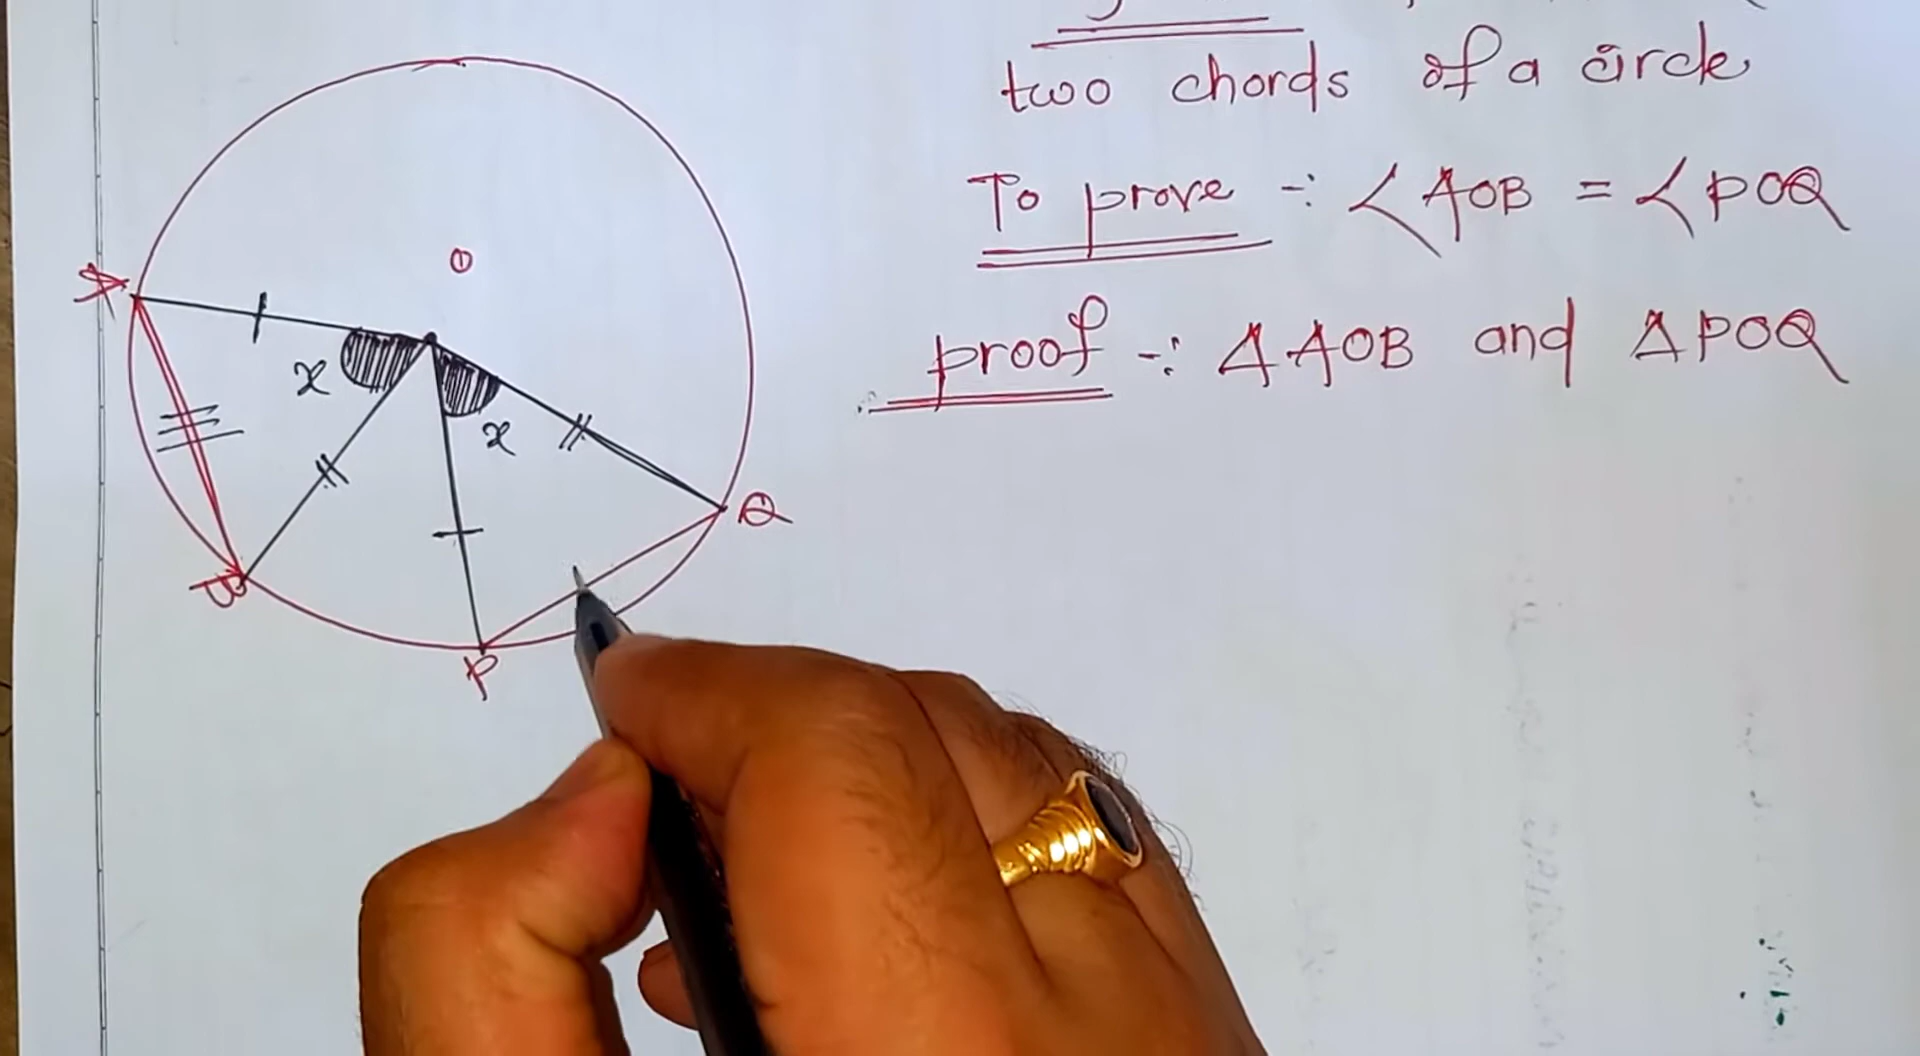 two chords of a circle
To prove -: ∠AOB = ∠POQ
proof -: ΔAOB and ΔPOQ
O
A
x
x
Q
B
P